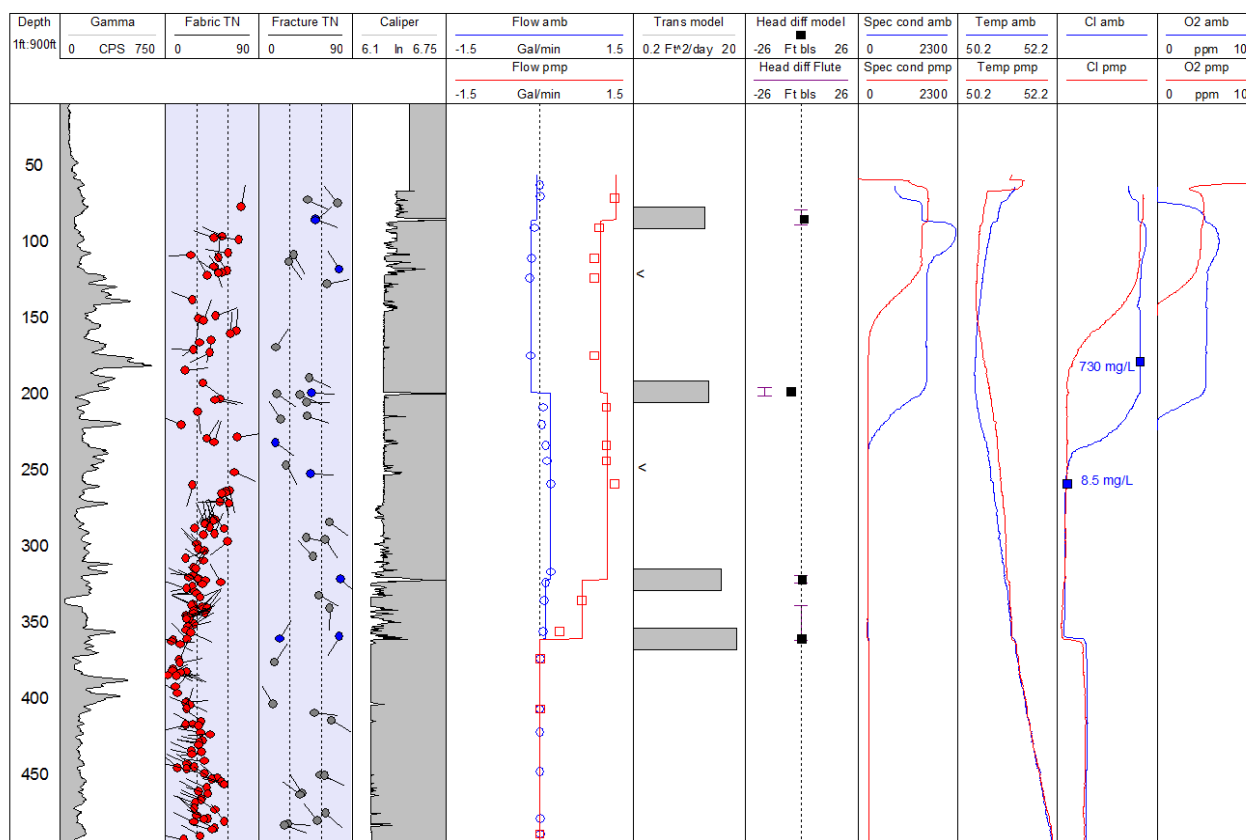 Depth Gamma Fabric TN Fracture TN Caliper Flow amb Trans model Head diff model Spec cond amb Temp amb Cl amb O2 amb
1ft:900ft 0 CPS 750 0 90 0 90 6.1 In 6.75 -1.5 Gal/min 1.5 0.2 Ft^2/day 20 -26 Ft bls 26 0 2300 50.2 52.2 0 ppm 10
Flow pmp Head diff Flute Spec cond pmp Temp pmp Cl pmp O2 pmp
-1.5 Gal/min 1.5 -26 Ft bls 26 0 2300 50.2 52.2 0 ppm 10
50
100
<
150
730 mg/L
200
250
<
8.5 mg/L
300
350
400
450